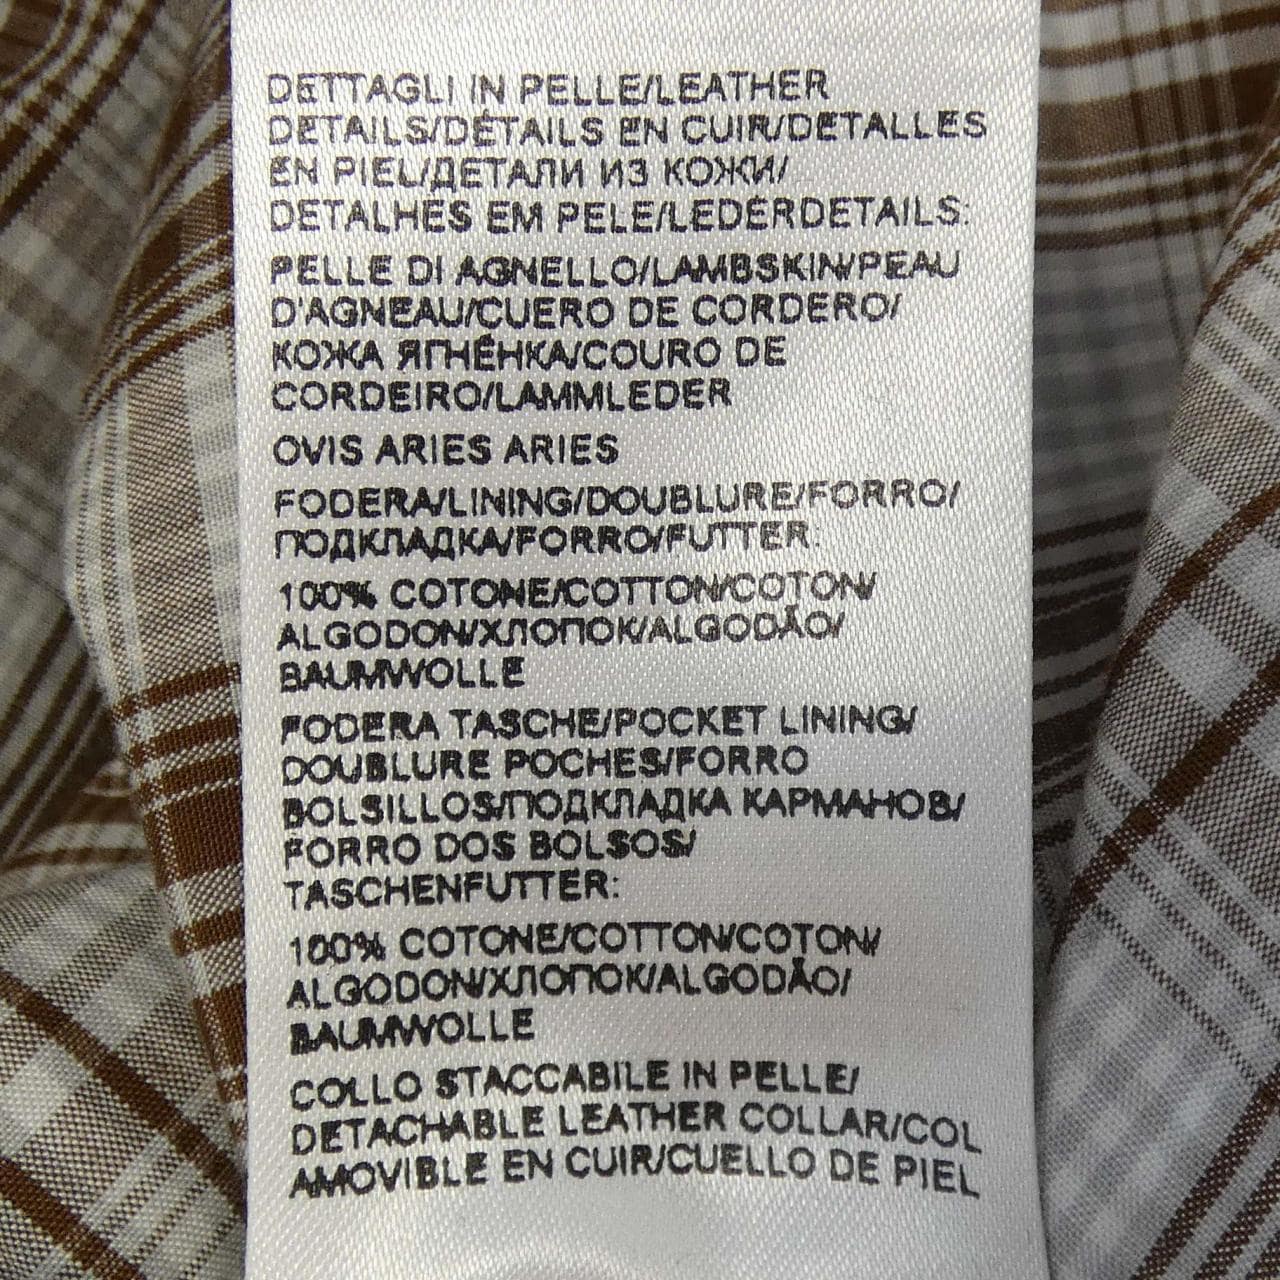 DETTAGLI IN PELLE/LEATHER
DETAILS/DÉTAILS EN CUIR/DETALLES
EN PIEL/ДЕТАЛИ ИЗ КОЖИ/
DETALHES EM PELE/LEDERDETAILS:
PELLE DI AGNELLO/LAMBSKIN/PEAU
D'AGNEAU/CUERO DE CORDERO/
КОЖА ЯГНЁНКА/COURO DE
CORDEIRO/LAMMLEDER
OVIS ARIES ARIES
FODERA/LINING/DOUBLURE/FORRO/
ПОДКЛАДКА/FORRO/FUTTER:
100% COTONE/COTTON/COTON/
ALGODON/ХЛОПОК/ALGODÃO/
BAUMWOLLE
FODERA TASCHE/POCKET LINING/
DOUBLURE POCHES/FORRO
BOLSILLOS/ПОДКЛАДКА КАРМАНОВ/
FORRO DOS BOLSOS/
TASCHENFUTTER:
100% COTONE/COTTON/COTON/
ALGODON/ХЛОПОК/ALGODÃO/
BAUMWOLLE
COLLO STACCABILE IN PELLE/
DETACHABLE LEATHER COLLAR/COL
AMOVIBLE EN CUIR/CUELLO DE PIEL